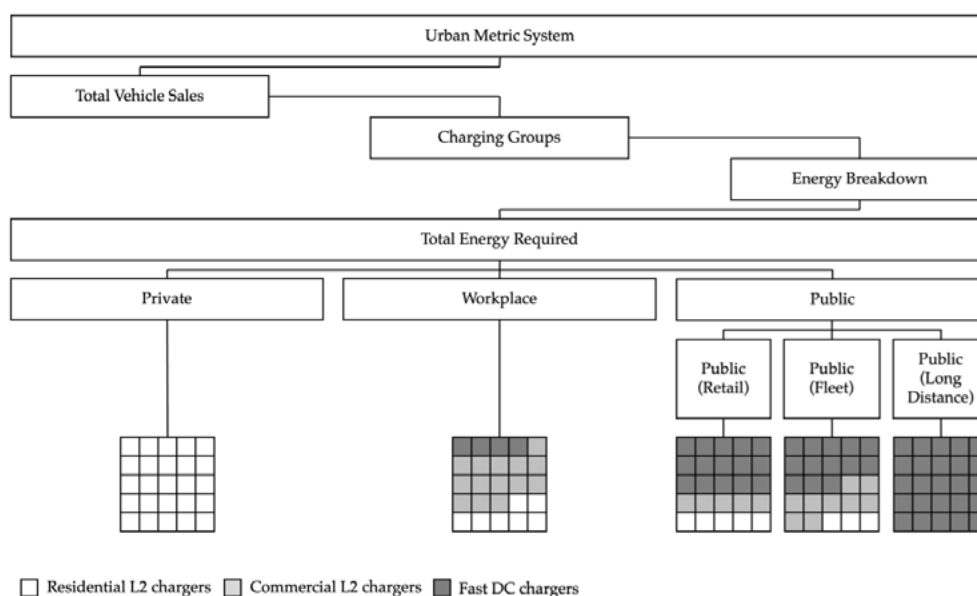 Urban Metric System
Total Vehicle Sales
Charging Groups
Energy Breakdown
Total Energy Required
Private
Workplace
Public
Public
(Retail)
Public
(Fleet)
Public
(Long
Distance)
Residential L2 chargers
Commercial L2 chargers
Fast DC chargers